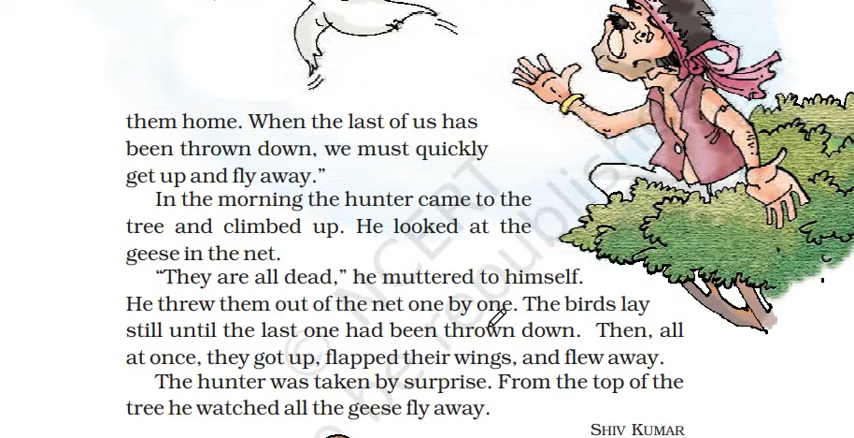 them home. When the last of us has
been thrown down, we must quickly
get up and fly away.”
In the morning the hunter came to the
tree and climbed up. He looked at the
geese in the net.
“They are all dead,” he muttered to himself.
He threw them out of the net one by one. The birds lay
still until the last one had been thrown down. Then, all
at once, they got up, flapped their wings, and flew away.
The hunter was taken by surprise. From the top of the
tree he watched all the geese fly away.
SHIV KUMAR
© NCERT
be republish